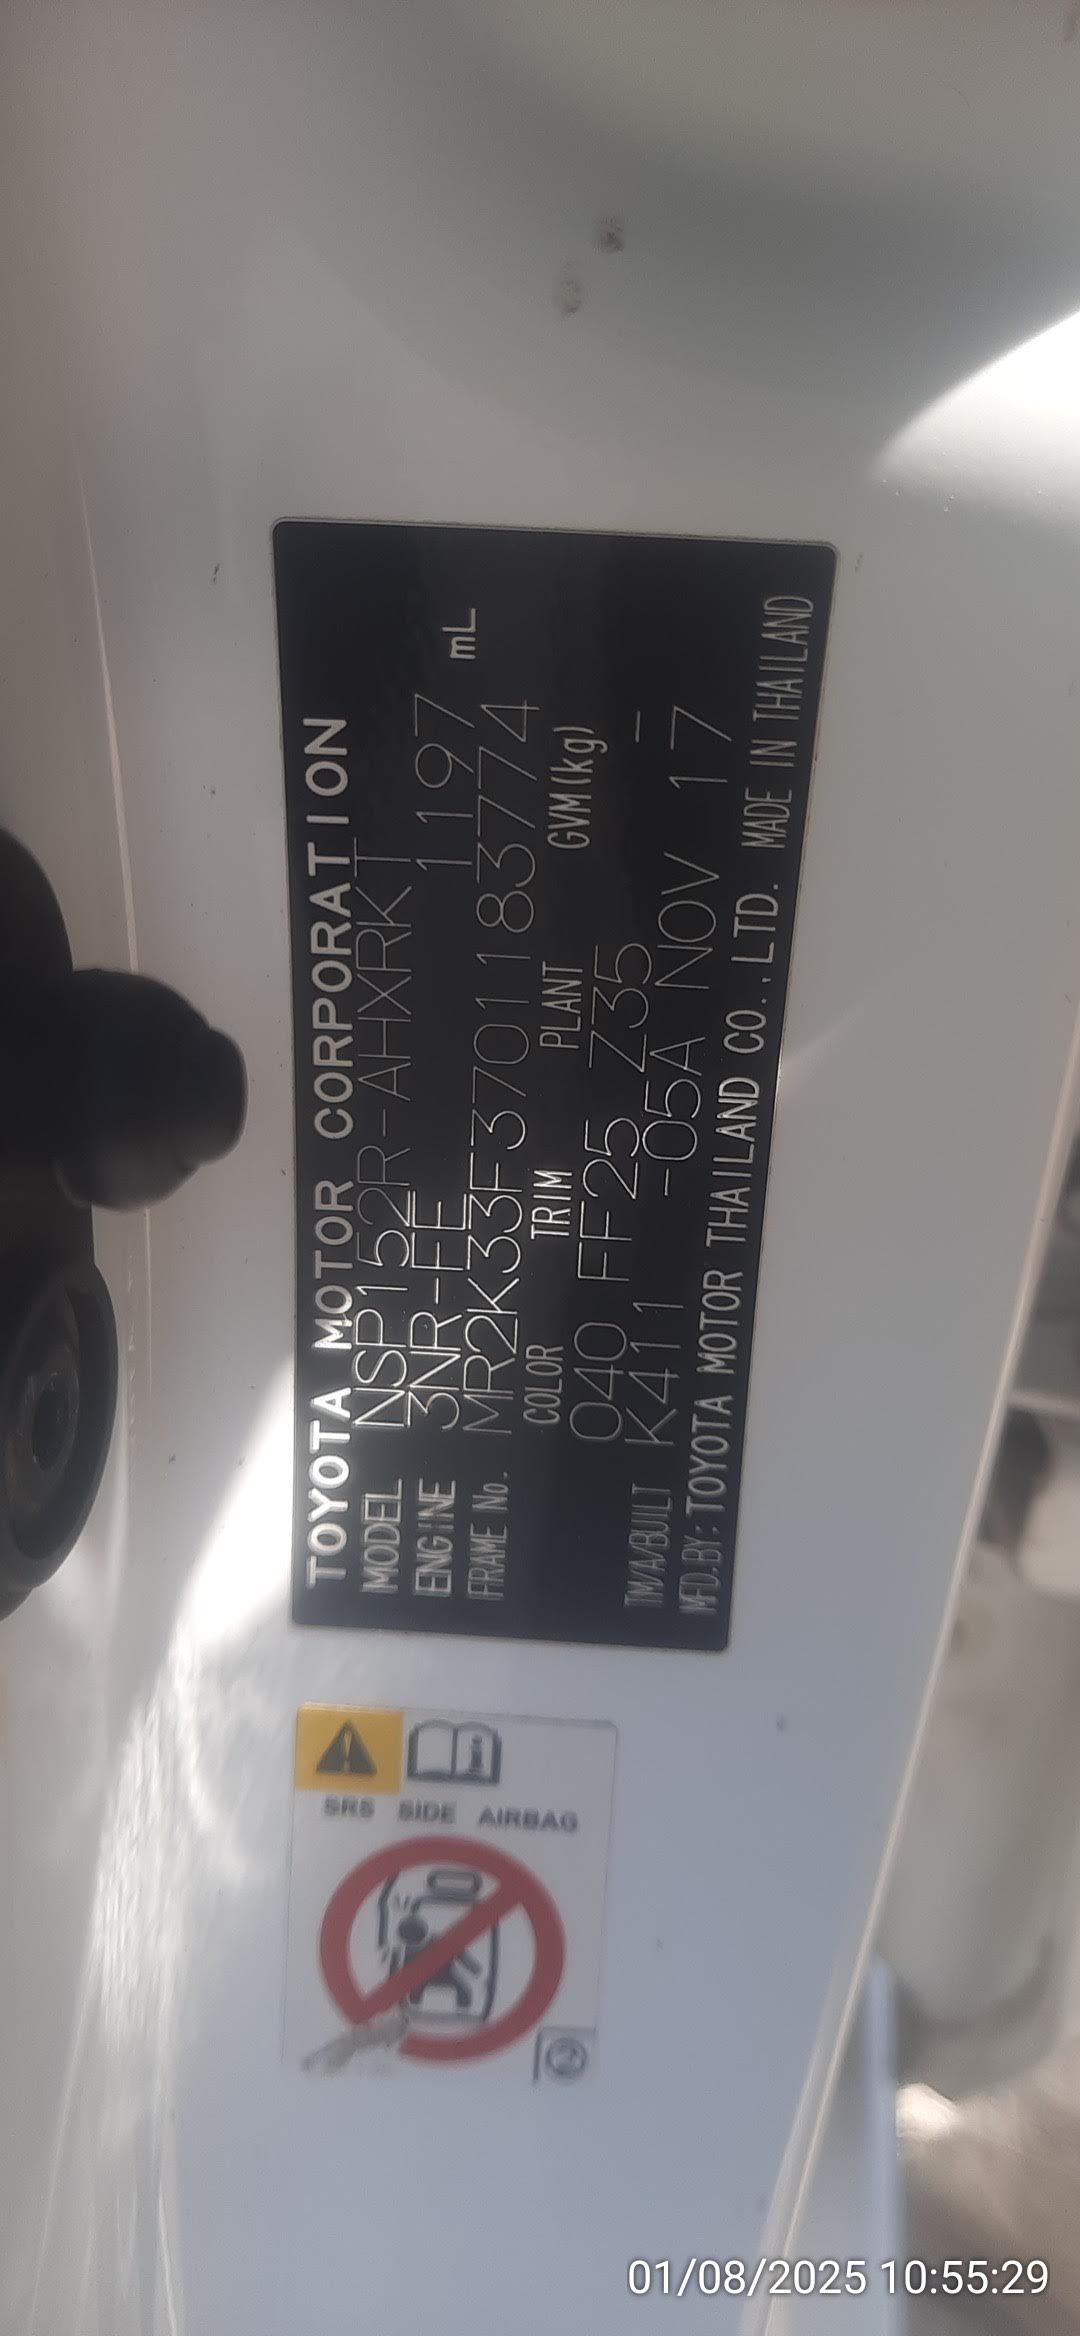 TOYOTA MOTOR CORPORATION
MODEL NSP152R-AHXRKT
ENGINE 3NR-FE 1197 mL
FRAME No. MR2K33F3701183774
COLOR TRIM PLANT GVM(kg)
040 FF25 Z35 -
TM/A/BUILT K411 -05A NOV 17
MFD.BY: TOYOTA MOTOR THAILAND CO.,LTD. MADE IN THAILAND
SRS SIDE AIRBAG
2
01/08/2025 10:55:29